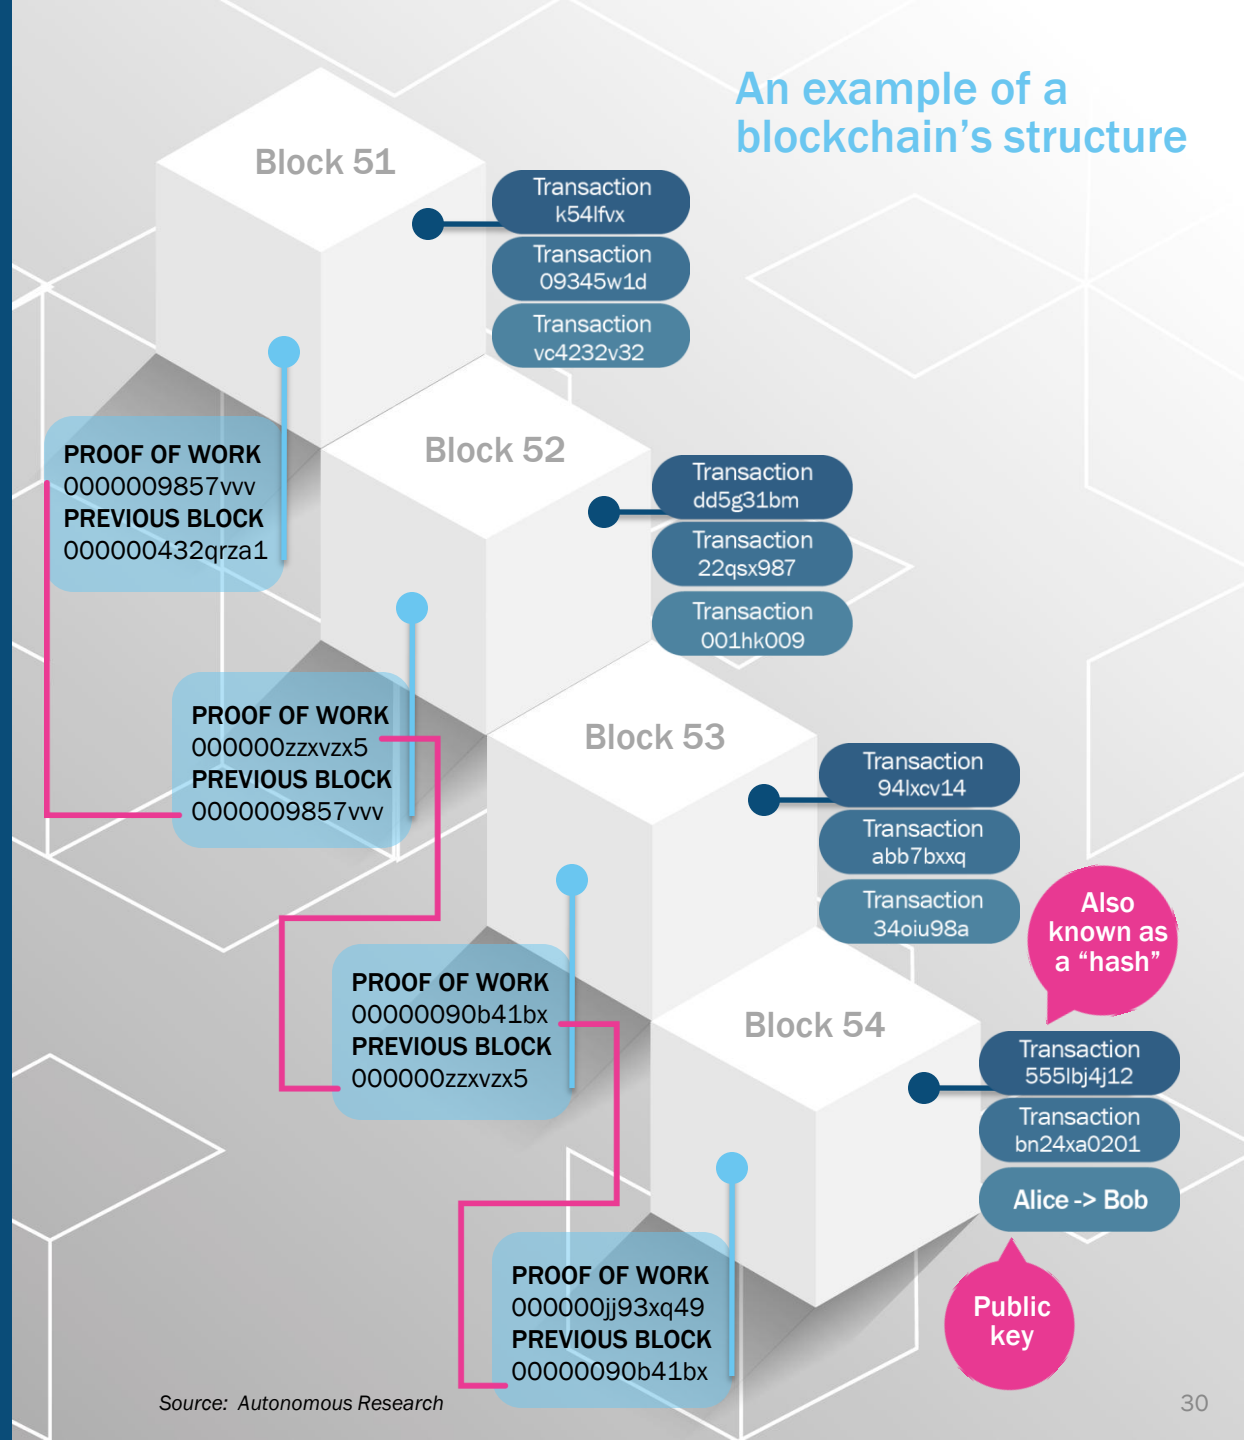 An example of a
blockchain’s structure
Block 51
Transaction
k54lfvx
Transaction
09345w1d
Transaction
vc4232v32
PROOF OF WORK
0000009857vvv
PREVIOUS BLOCK
000000432qrza1
Block 52
Transaction
dd5g31bm
Transaction
22qsx987
Transaction
001hk009
PROOF OF WORK
000000zzxvzx5
PREVIOUS BLOCK
0000009857vvv
Block 53
Transaction
94lxcv14
Transaction
abb7bxxq
Transaction
34oiu98a
PROOF OF WORK
00000090b41bx
PREVIOUS BLOCK
000000zzxvzx5
Also
known as
a “hash”
Block 54
Transaction
555lbj4j12
Transaction
bn24xa0201
Alice -> Bob
Public
key
PROOF OF WORK
000000jj93xq49
PREVIOUS BLOCK
00000090b41bx
Source: Autonomous Research
30